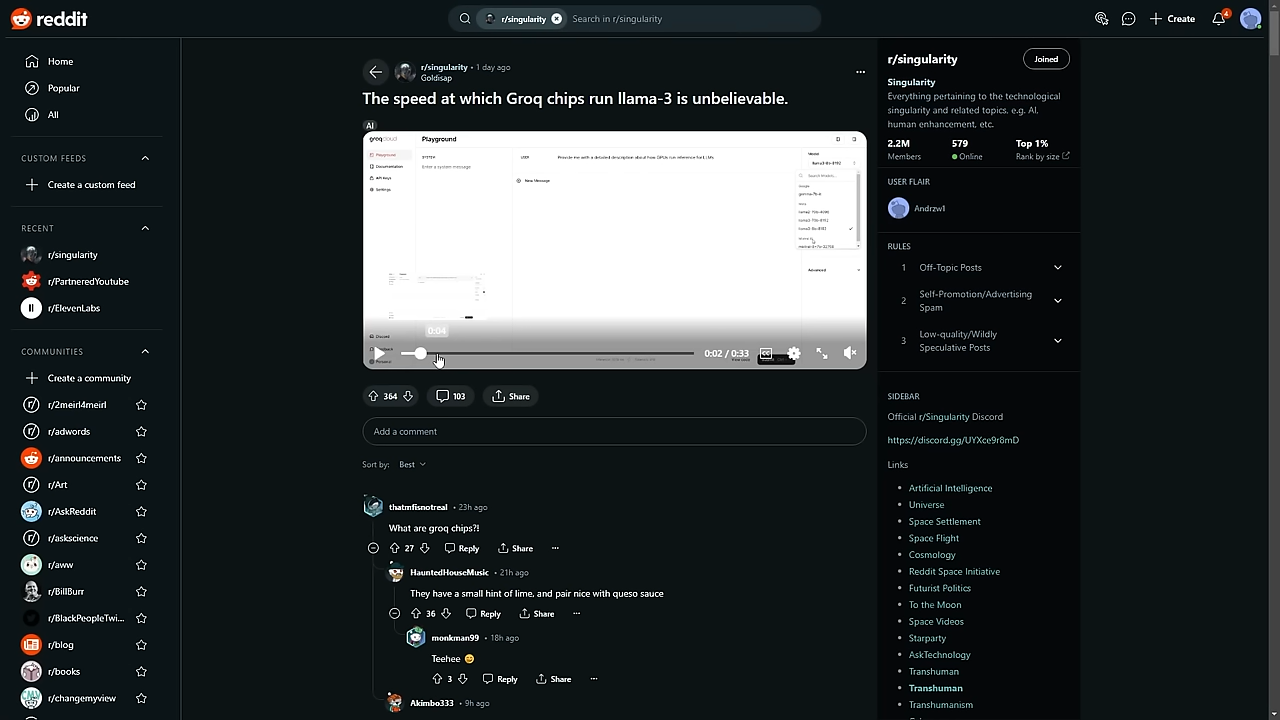 reddit
r/singularity
Search in r/singularity
Create
4
Home
Popular
All
CUSTOM FEEDS
Create a custom feed
RECENT
r/singularity
r/PartneredYoutube
r/ElevenLabs
COMMUNITIES
Create a community
r/2meirl4meirl
r/adwords
r/announcements
r/Art
r/AskReddit
r/askscience
r/aww
r/BillBurr
r/BlackPeopleTwi...
r/blog
r/books
r/changemyview
r/singularity • 1 day ago
Goldisap
The speed at which Groq chips run llama-3 is unbelievable.
AI
groqcloud
Playground
Playground
Documentation
API Keys
Settings
SYSTEM
Enter a system message
USER
Provide me with a detailed description about how GPUs run inference for LLMs
New Message
Model
Search Models...
Advanced
Discord
0:04
0:02 / 0:33
364
103
Share
Add a comment
Sort by:
Best
thatmfisnotreal • 23h ago
What are groq chips?!
27
Reply
Share
HauntedHouseMusic • 21h ago
They have a small hint of lime, and pair nice with queso sauce
36
Reply
Share
monkman99 • 18h ago
Teehee 😄
3
Reply
Share
Akimbo333 • 9h ago
r/singularity
Joined
Singularity
Everything pertaining to the technological
singularity and related topics, e.g. AI,
human enhancement, etc.
2.2M
579
Top 1%
Members
Online
Rank by size
USER FLAIR
Andrzw1
RULES
1 Off-Topic Posts
2 Self-Promotion/Advertising
Spam
3 Low-quality/Wildly
Speculative Posts
SIDEBAR
Official r/Singularity Discord
https://discord.gg/UYXce9r8mD
Links
Artificial Intelligence
Universe
Space Settlement
Space Flight
Cosmology
Reddit Space Initiative
Futurist Politics
To the Moon
Space Videos
Starparty
AskTechnology
Transhuman
Transhuman
Transhumanism